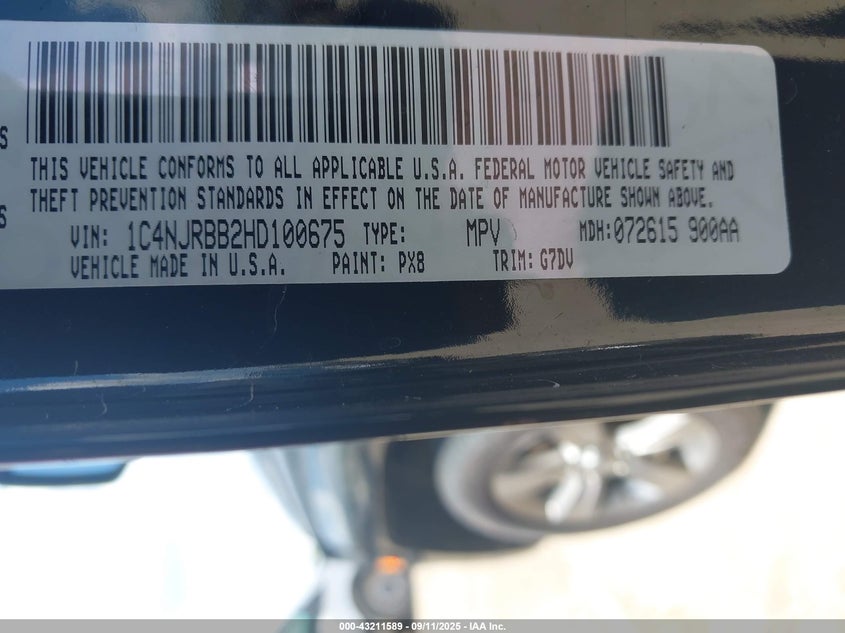 S
THIS VEHICLE CONFORMS TO ALL APPLICABLE U.S.A. FEDERAL MOTOR VEHICLE SAFETY AND
THEFT PREVENTION STANDARDS IN EFFECT ON THE DATE OF MANUFACTURE SHOWN ABOVE.
S
VIN: 1C4NJRBB2HD100675 TYPE: MPV MDH:072615 900AA
VEHICLE MADE IN U.S.A. PAINT: PX8 TRIM: G7DV
000-43211589 - 09/11/2025 - IAA Inc.